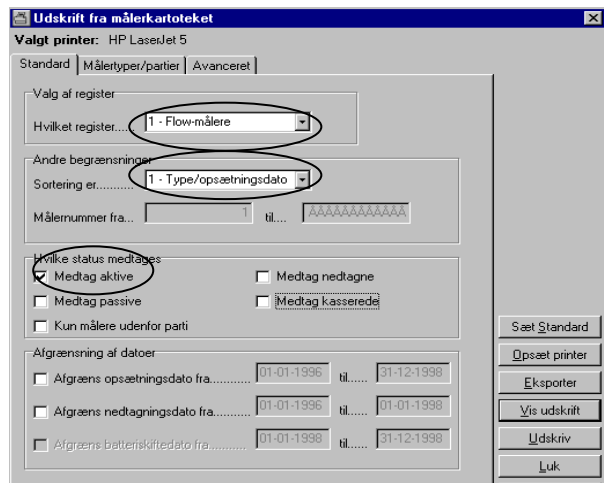 Udskrift fra målerkartoteket
Valgt printer: HP LaserJet 5
Standard Målertyper/partier Avanceret
Valg af register
Hvilket register..... 1 - Flow-målere
Andre begrænsninger
Sortering er........... 1 - Type/opsætningsdato
Målernummer fra... 1 til.... ÅÅÅÅÅÅÅÅÅÅÅÅ
Hvilke status medtages
Medtag aktive Medtag nedtagne
Medtag passive Medtag kasserede
Kun målere udenfor parti
Afgrænsning af datoer
Afgræns opsætningsdato fra........... 01-01-1996 til...... 31-12-1998
Afgræns nedtagningsdato fra......... 01-01-1996 til...... 01-01-1998
Afgræns batteriskiftedato fra.......... 01-01-1998 til...... 31-12-1998
Sæt Standard
Opsæt printer
Eksporter
Vis udskrift
Udskriv
Luk